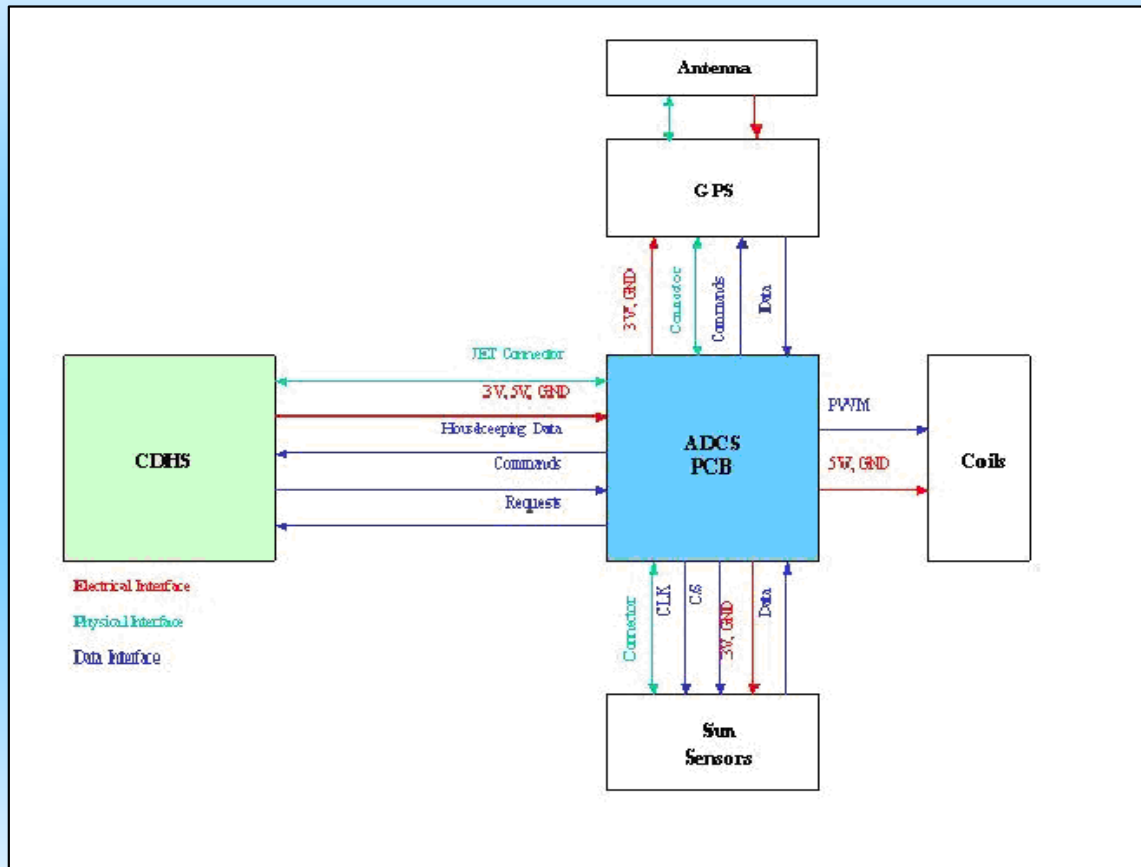 Antenna
GPS
3V, GND
Connector
Commands
Data
JET Connector
3V, 5V, GND
Housekeeping Data
Commands
Requests
CDHS
ADCS
PCB
PWM
5V, GND
Coils
Electrical Interface
Physical Interface
Data Interface
Connector
CLK
C/S
3V, GND
Data
Sun
Sensors